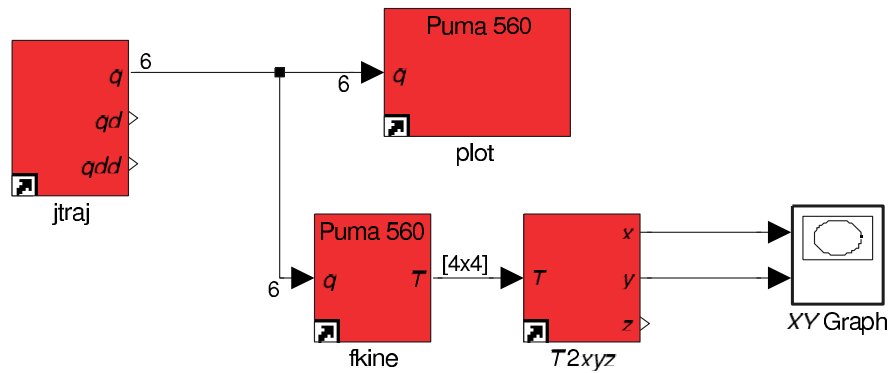 q
qd
qdd
jtraj
6
6
Puma 560
q
plot
6
Puma 560
q
T
fkine
[4x4]
T
x
y
z
T2xyz
XY Graph